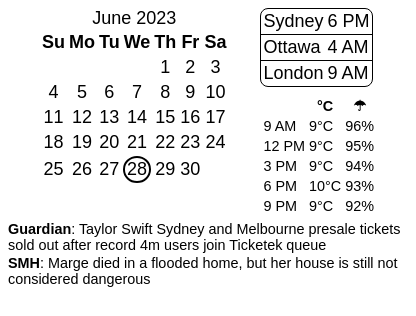 June 2023
Su Mo Tu We Th Fr Sa
1 2 3
4 5 6 7 8 9 10
11 12 13 14 15 16 17
18 19 20 21 22 23 24
25 26 27 28 29 30
Sydney 6 PM
Ottawa 4 AM
London 9 AM
°C ☂
9 AM 9°C 96%
12 PM 9°C 95%
3 PM 9°C 94%
6 PM 10°C 93%
9 PM 9°C 92%
Guardian: Taylor Swift Sydney and Melbourne presale tickets
sold out after record 4m users join Ticketek queue
SMH: Marge died in a flooded home, but her house is still not
considered dangerous